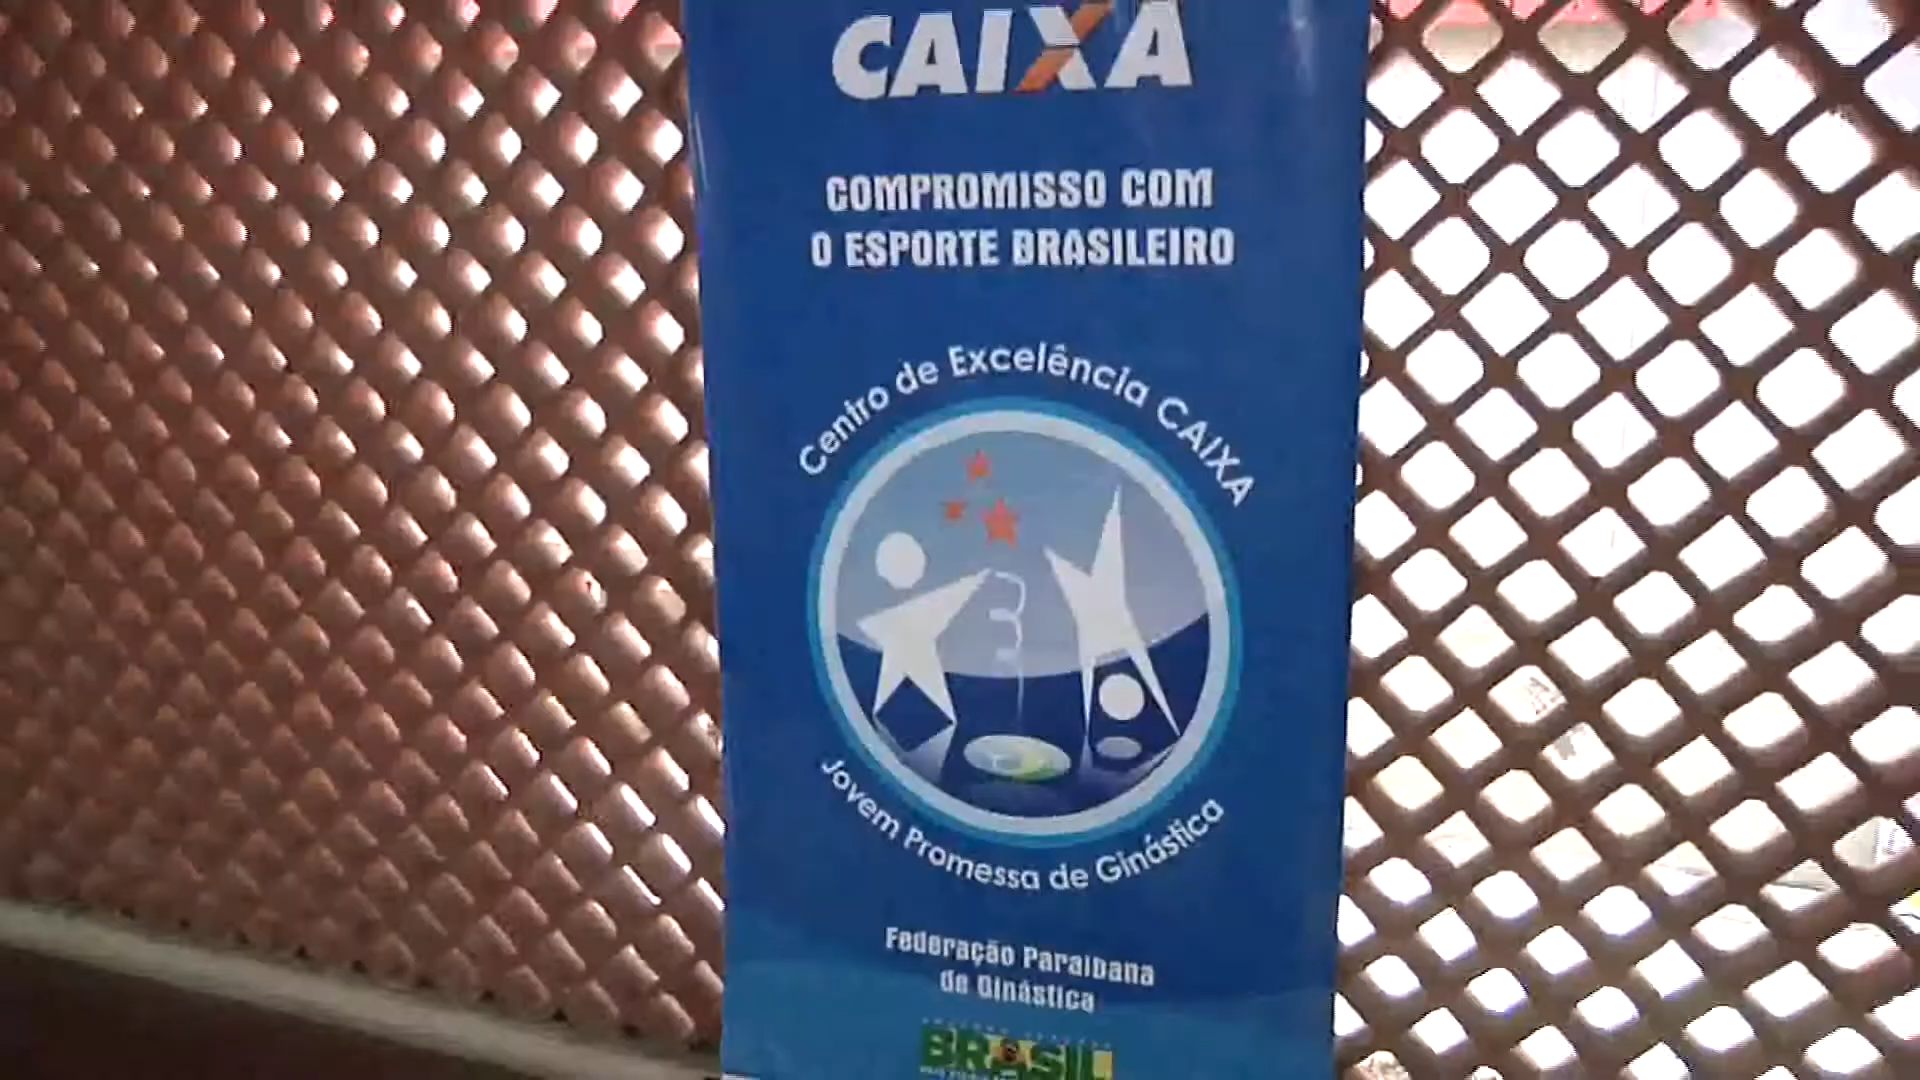 CAIXA
COMPROMISSO COM
O ESPORTE BRASILEIRO
Centro de Excelência CAIXA
Jovem Promessa de Ginástica
Federação Paraibana
de Ginástica
BRASIL